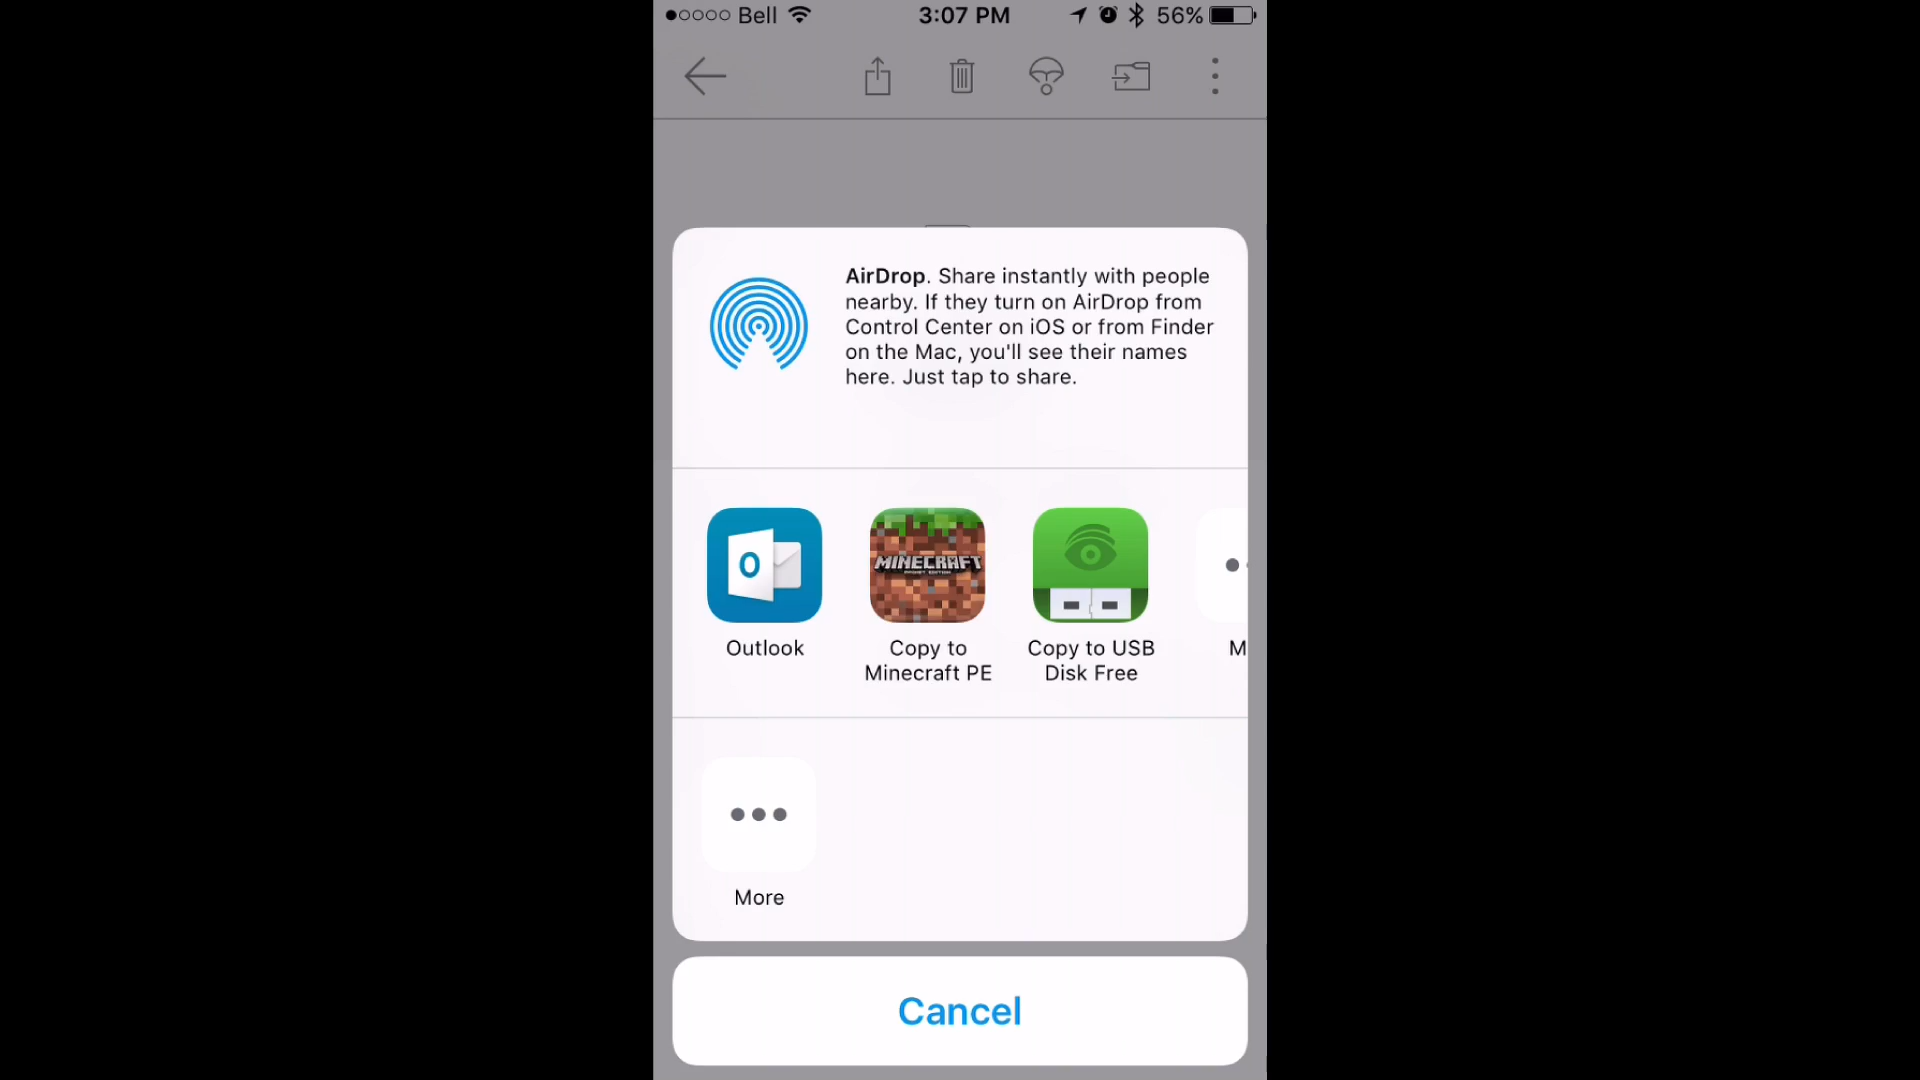 Bell 3:07 PM 56%
AirDrop. Share instantly with people
nearby. If they turn on AirDrop from
Control Center on iOS or from Finder
on the Mac, you'll see their names
here. Just tap to share.
O
MINECRAFT
POCKET EDITION
Outlook
Copy to
Minecraft PE
Copy to USB
Disk Free
M
More
Cancel